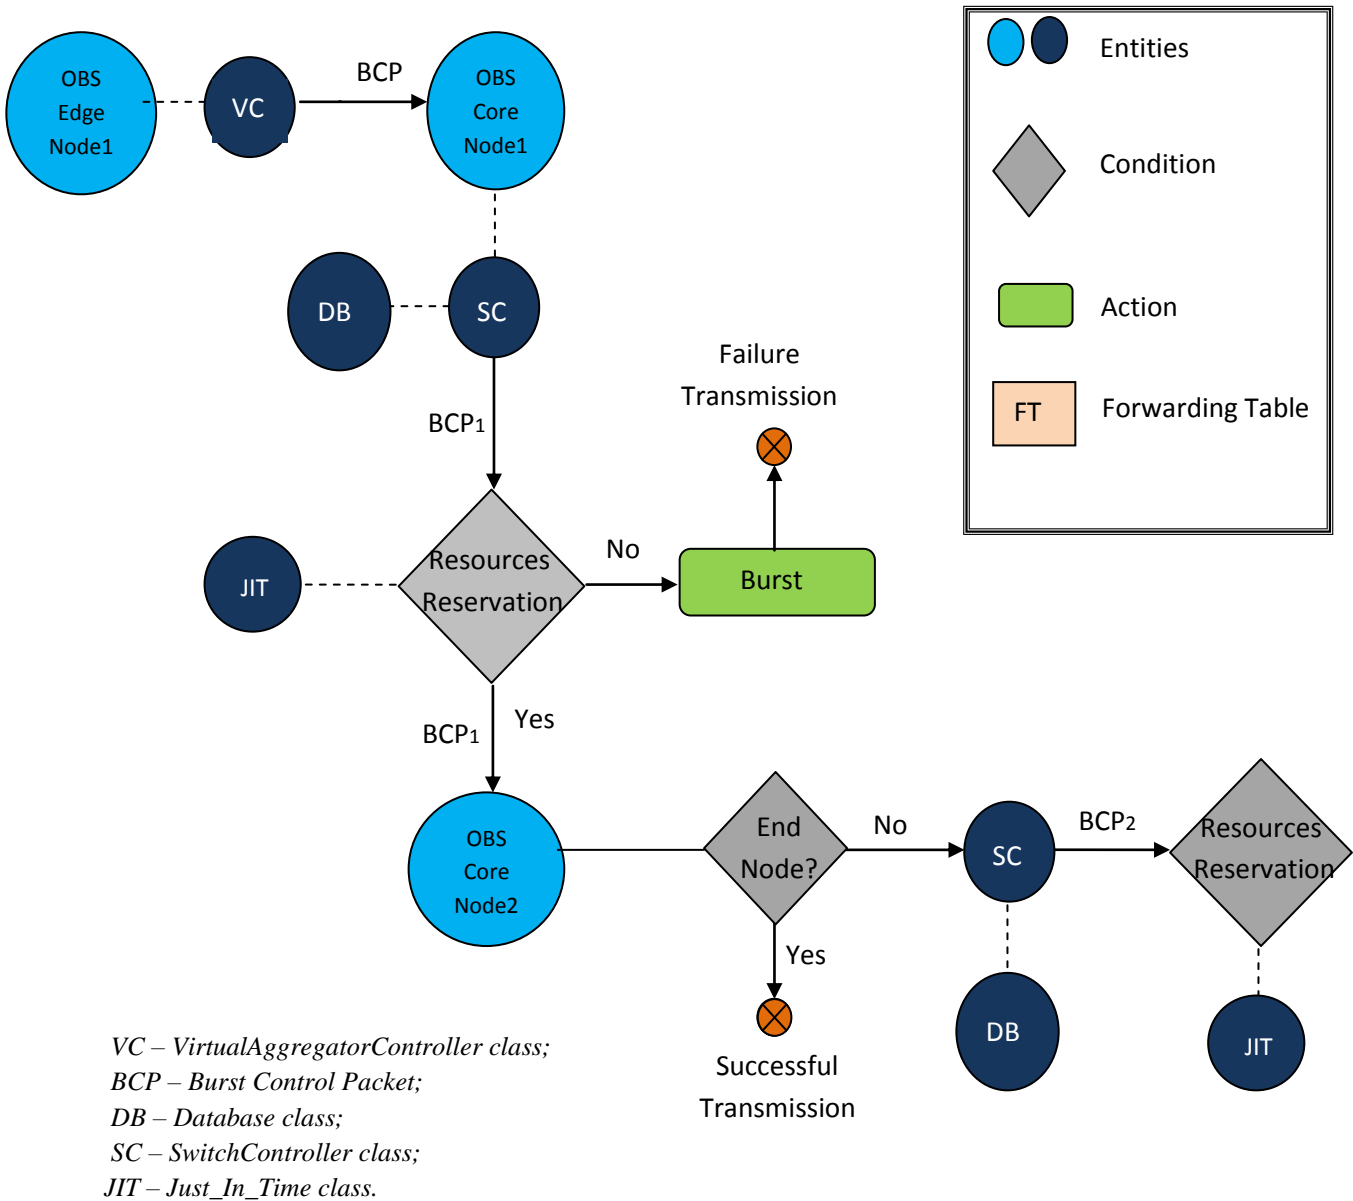 OBS
Edge
Node1
VC
BCP
OBS
Core
Node1
Entities
Condition
Action
FT
Forwarding Table
DB
SC
BCP1
Failure
Transmission
JIT
Resources
Reservation
No
Burst
BCP1
Yes
OBS
Core
Node2
End
Node?
No
SC
BCP2
Resources
Reservation
Yes
DB
JIT
Successful
Transmission
VC – VirtualAggregatorController class;
BCP – Burst Control Packet;
DB – Database class;
SC – SwitchController class;
JIT – Just_In_Time class.